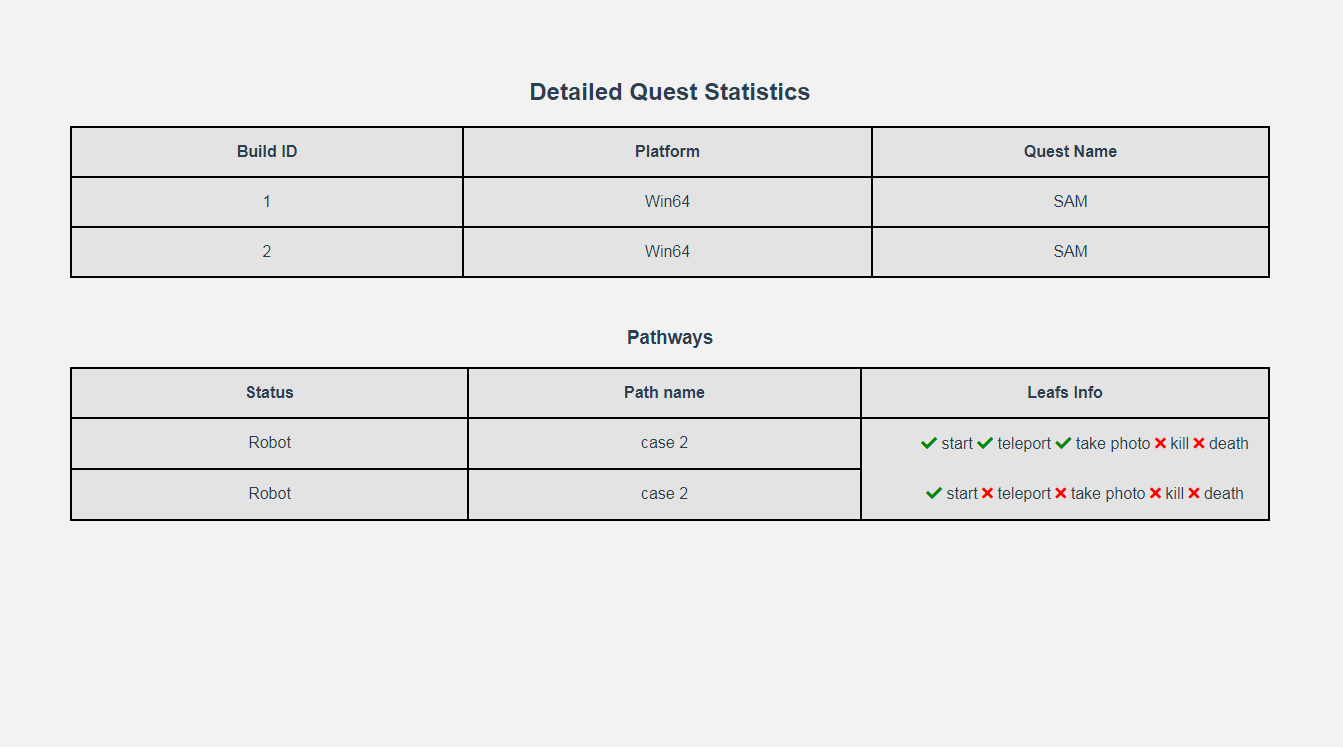 Detailed Quest Statistics
Build ID Platform Quest Name
1 Win64 SAM
2 Win64 SAM
Pathways
Status Path name Leafs Info
Robot case 2 ✔ start ✔ teleport ✔ take photo ✖ kill ✖ death
Robot case 2 ✔ start ✖ teleport ✖ take photo ✖ kill ✖ death